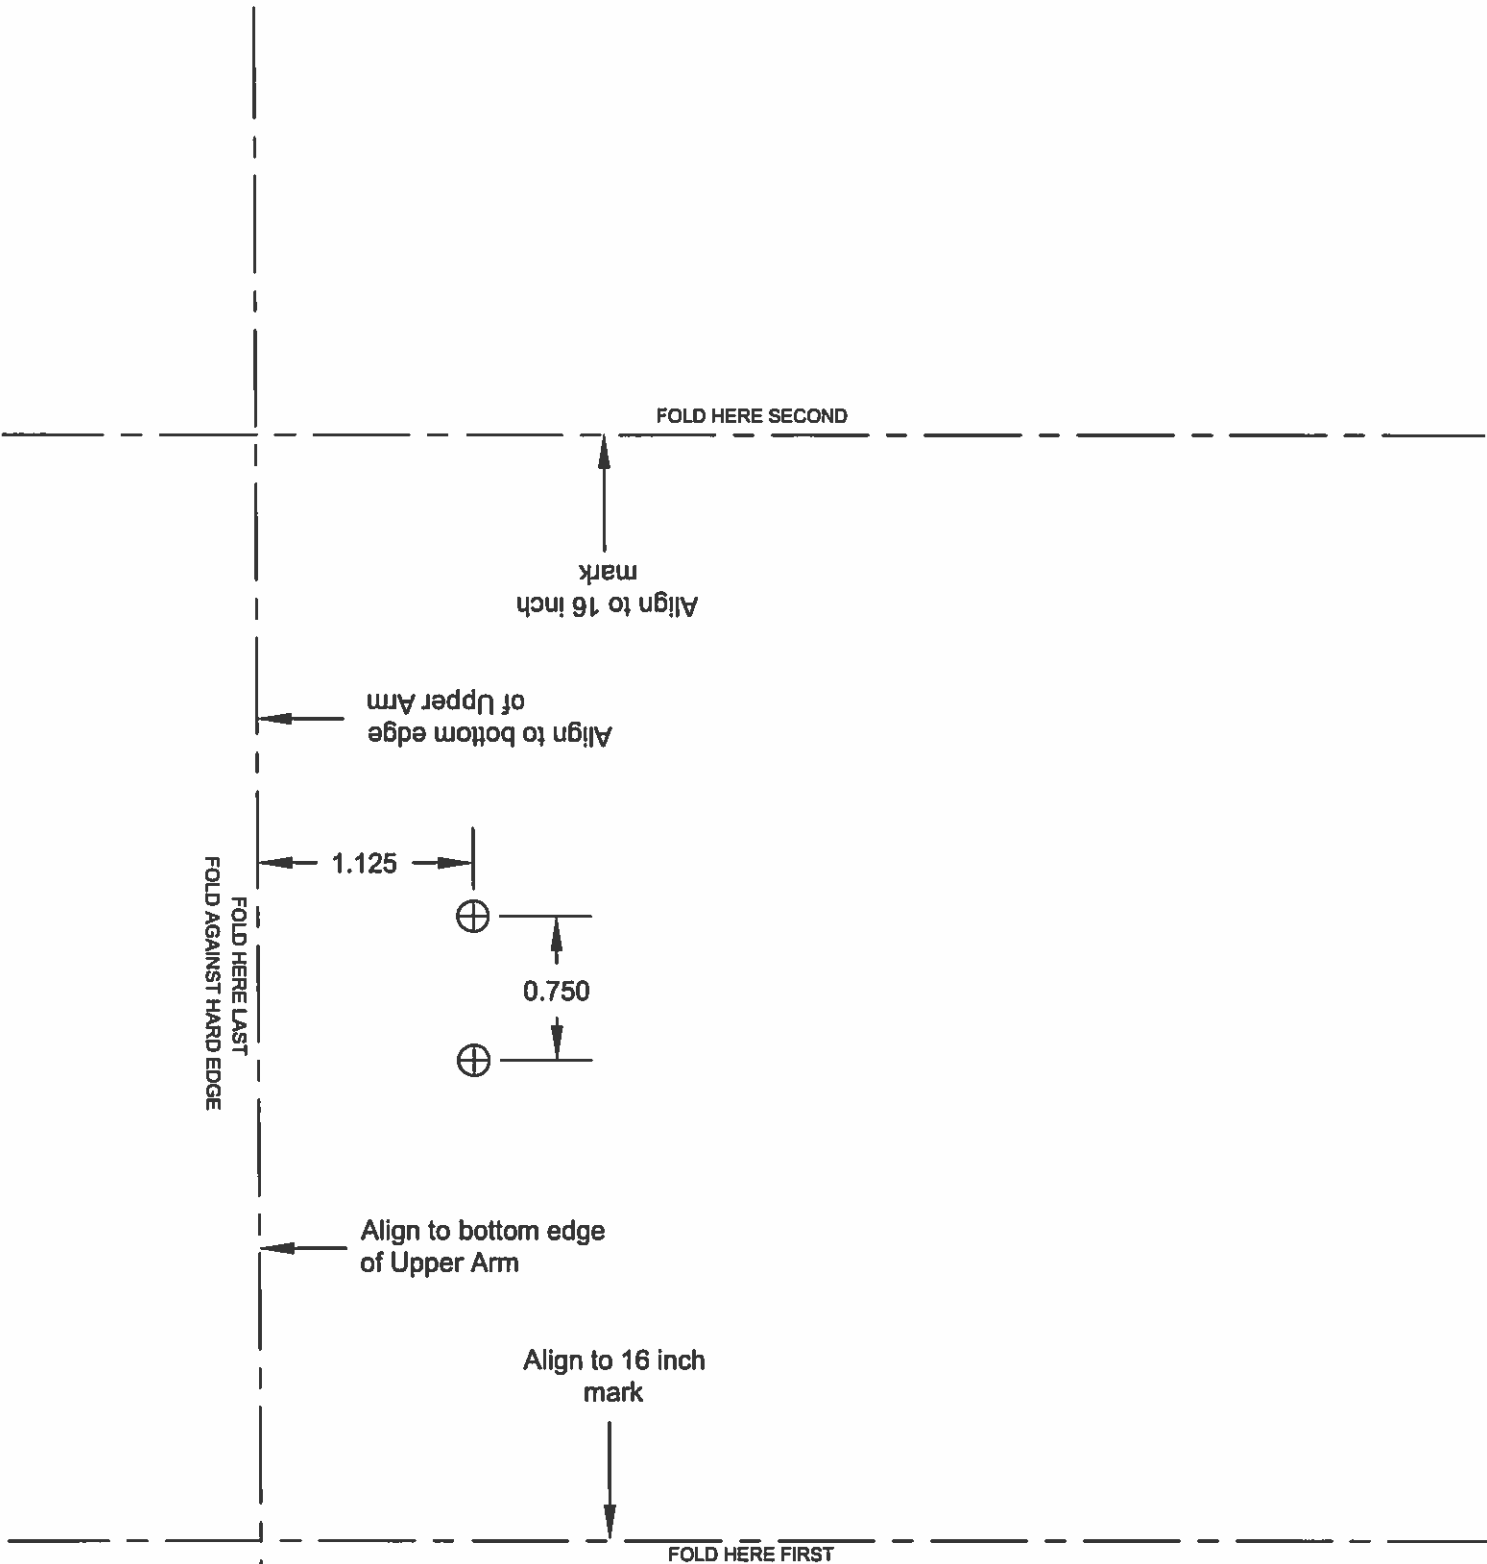 FOLD HERE SECOND
Align to 16 inch
mark
Align to bottom edge
of Upper Arm
1.125
FOLD HERE LAST
FOLD AGAINST HARD EDGE
0.750
Align to bottom edge
of Upper Arm
Align to 16 inch
mark
FOLD HERE FIRST